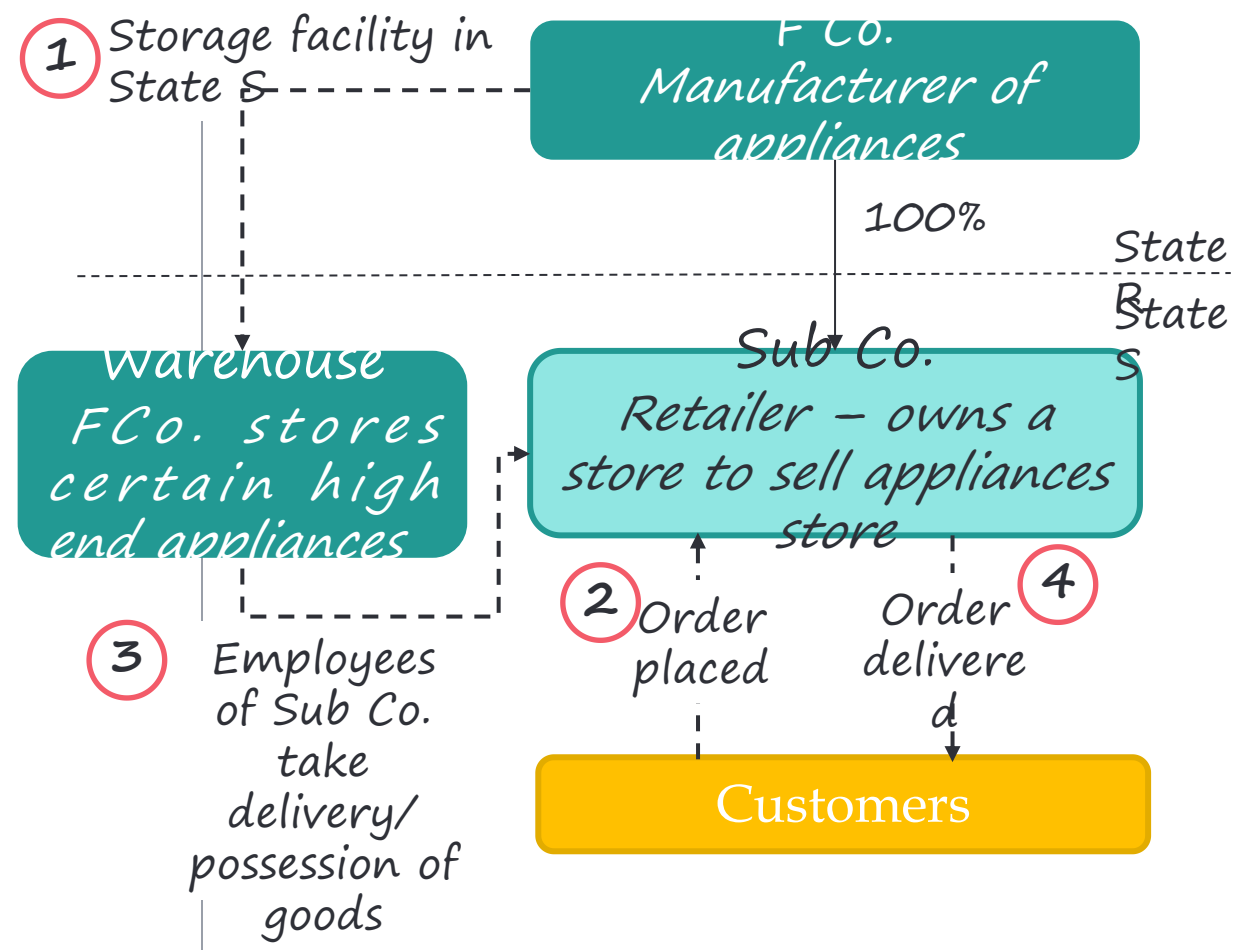 1
Storage facility in
State S
F Co.
Manufacturer of
appliances
100%
State
R
State
S
Warehouse
FCo. stores
certain high
end appliances
Sub Co.
Retailer – owns a
store to sell appliances
store
2
Order
placed
4
Order
delivere
d
3
Employees
of Sub Co.
take
delivery/
possession of
goods
Customers